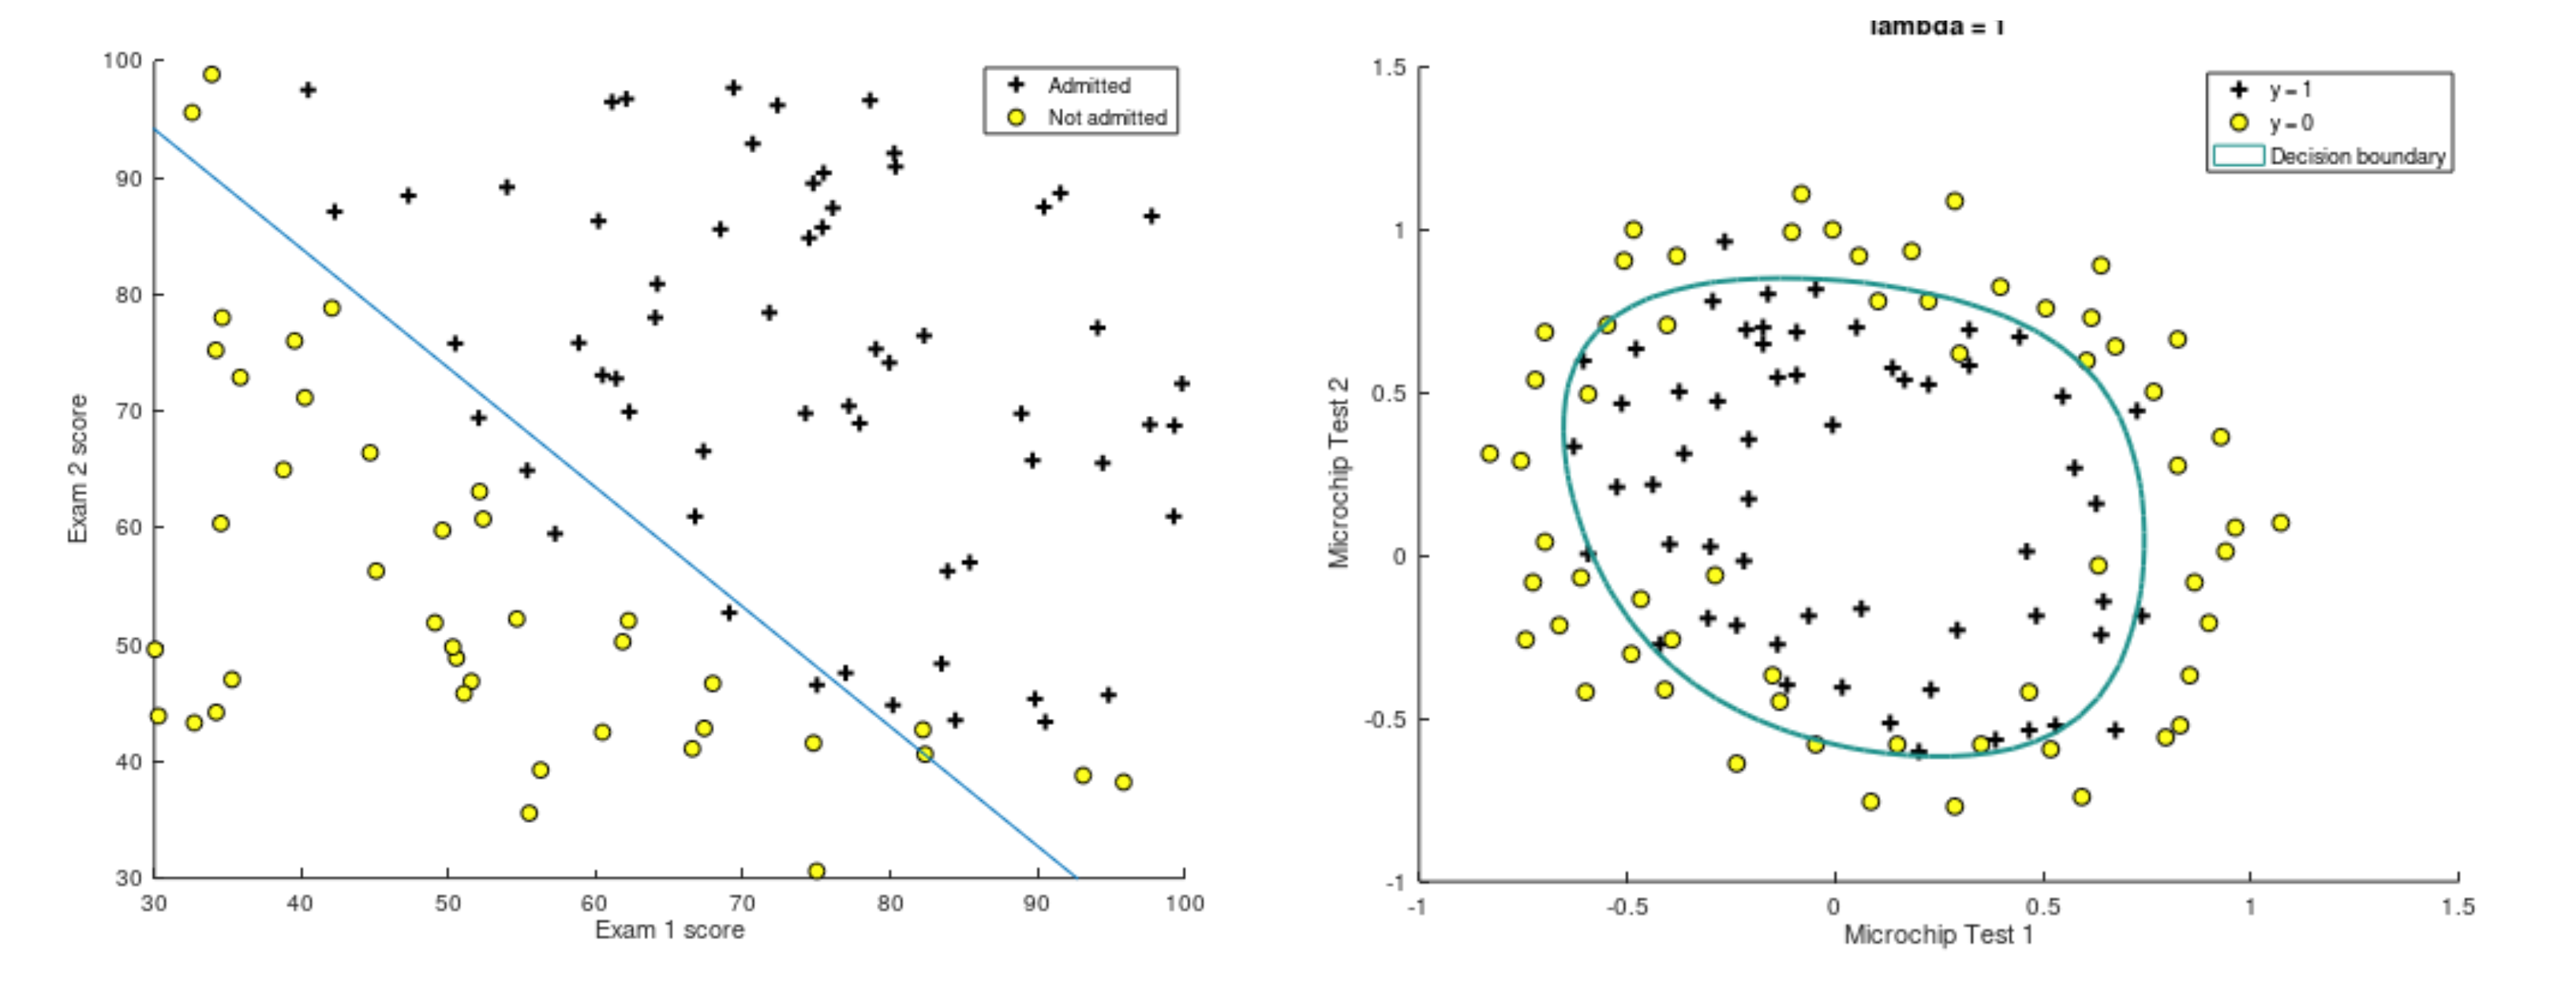 100
90
80
70
60
50
40
30
Exam 2 score
30 40 50 60 70 80 90 100
Exam 1 score
Admitted
Not admitted
lambda = 1
1.5
1
0.5
0
-0.5
-1
Microchip Test 2
-1 -0.5 0 0.5 1 1.5
Microchip Test 1
y = 1
y = 0
Decision boundary